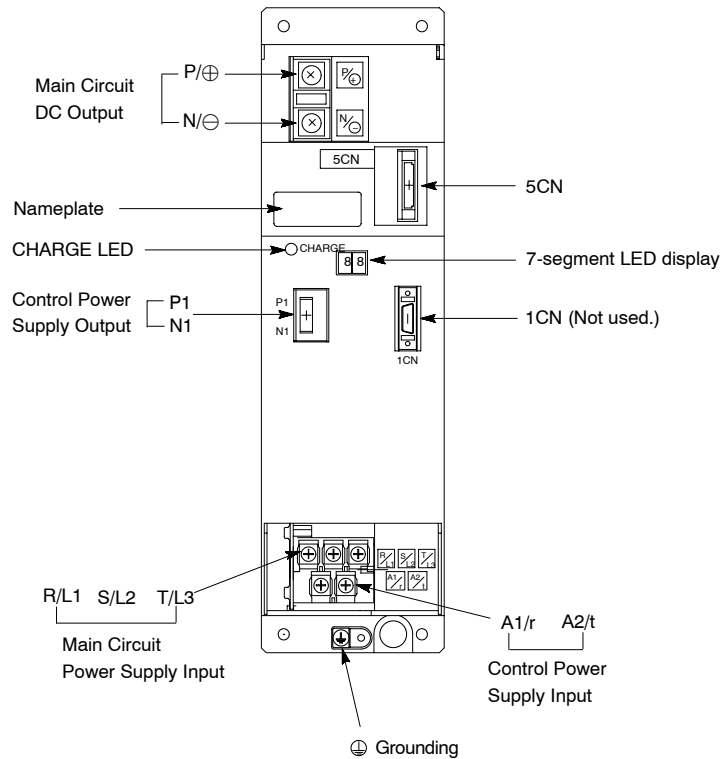 Main Circuit
DC Output
P/⊕
N/⊖
P/⊕
N/⊖
5CN
5CN
Nameplate
CHARGE LED
CHARGE
8 8
7-segment LED display
Control Power
Supply Output
P1
N1
P1
N1
1CN (Not used.)
1CN
R/L1 S/L2 T/L3
A1/r A2/t
R/L1 S/L2 T/L3
Main Circuit
Power Supply Input
A1/r A2/t
Control Power
Supply Input
⏚ Grounding